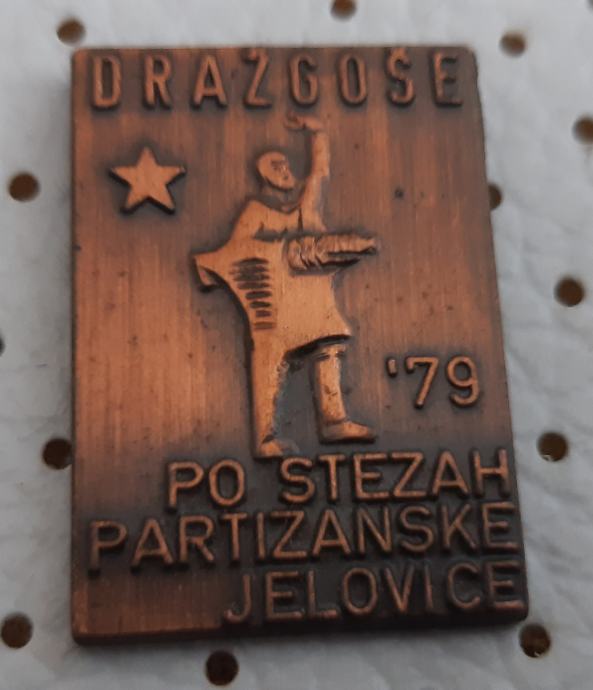 DRAŽGOŠE
'79
PO STEZAH
PARTIZANSKE
JELOVICE